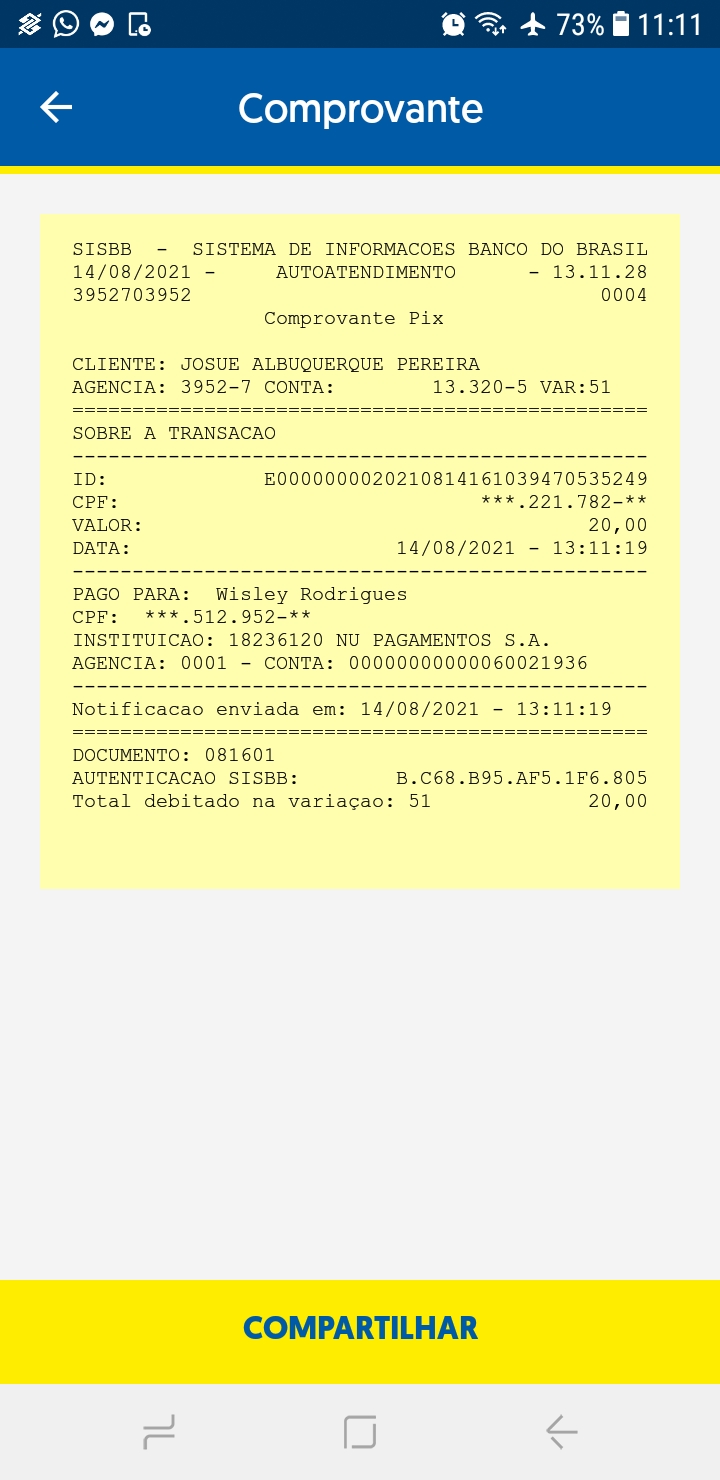 73% 11:11
Comprovante
SISBB - SISTEMA DE INFORMACOES BANCO DO BRASIL
14/08/2021 - AUTOATENDIMENTO - 13.11.28
3952703952 0004
Comprovante Pix
CLIENTE: JOSUE ALBUQUERQUE PEREIRA
AGENCIA: 3952-7 CONTA: 13.320-5 VAR:51
================================================
SOBRE A TRANSACAO
------------------------------------------------
ID: E0000000020210814161039470535249
CPF: ***.221.782-**
VALOR: 20,00
DATA: 14/08/2021 - 13:11:19
------------------------------------------------
PAGO PARA: Wisley Rodrigues
CPF: ***.512.952-**
INSTITUICAO: 18236120 NU PAGAMENTOS S.A.
AGENCIA: 0001 - CONTA: 00000000000060021936
------------------------------------------------
Notificacao enviada em: 14/08/2021 - 13:11:19
================================================
DOCUMENTO: 081601
AUTENTICACAO SISBB: B.C68.B95.AF5.1F6.805
Total debitado na variaçao: 51 20,00
COMPARTILHAR